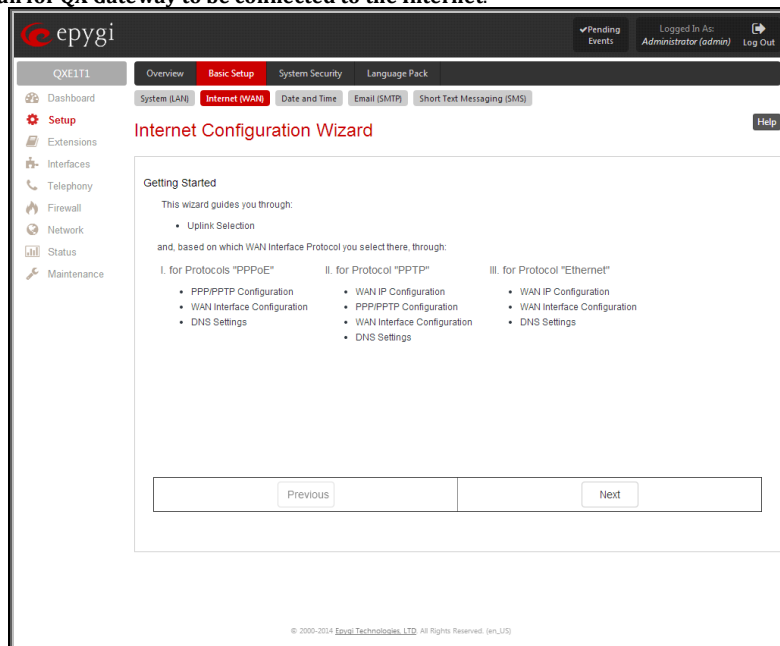 an for QX Gateway to be connected to the Internet.
epygi
Pending Events
Logged In As:
Administrator (admin)
Log Out
QXE1T1
Overview
Basic Setup
System Security
Language Pack
Dashboard
Setup
Extensions
Interfaces
Telephony
Firewall
Network
Status
Maintenance
System (LAN)
Internet (WAN)
Date and Time
Email (SMTP)
Short Text Messaging (SMS)
Internet Configuration Wizard
Help
Getting Started
This wizard guides you through:
• Uplink Selection
and, based on which WAN Interface Protocol you select there, through:
I. for Protocols "PPPoE"
• PPP/PPTP Configuration
• WAN Interface Configuration
• DNS Settings
II. for Protocol "PPTP"
• WAN IP Configuration
• PPP/PPTP Configuration
• WAN Interface Configuration
• DNS Settings
III. for Protocol "Ethernet"
• WAN IP Configuration
• WAN Interface Configuration
• DNS Settings
Previous
Next
© 2000-2014 Epygi Technologies, LTD. All Rights Reserved. (en_US)